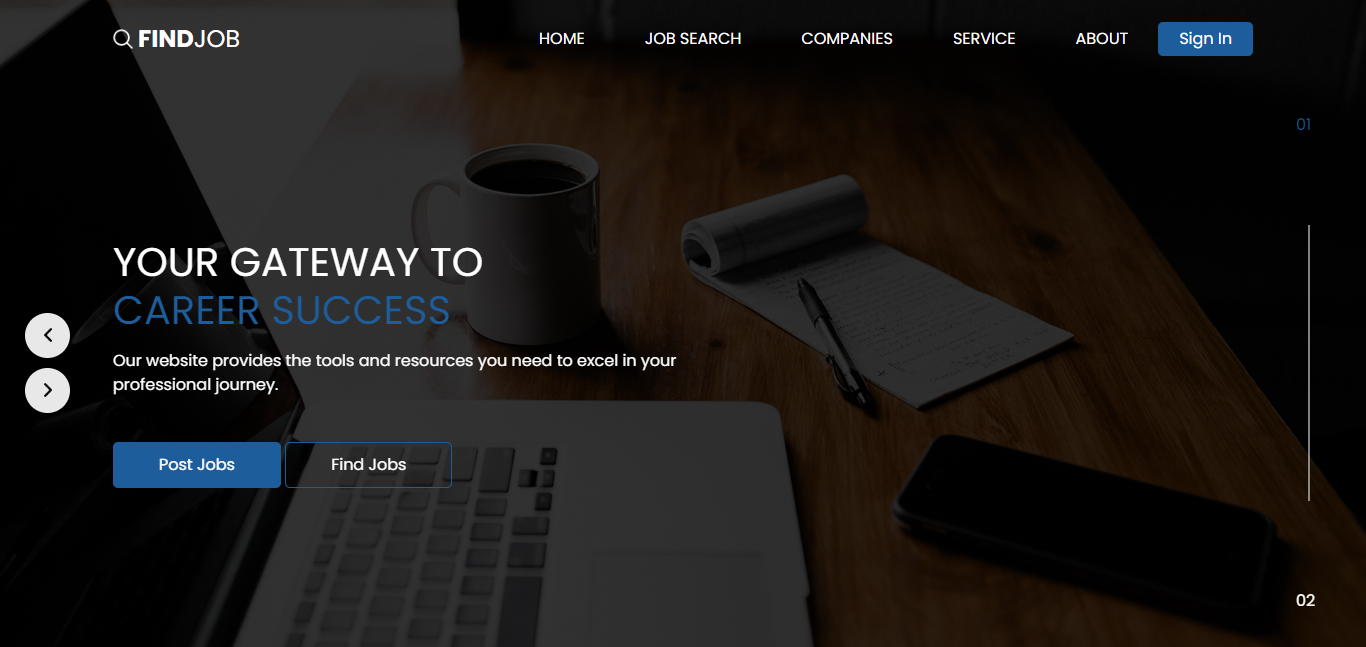 FINDJOB
HOME
JOB SEARCH
COMPANIES
SERVICE
ABOUT
Sign In
01
YOUR GATEWAY TO
CAREER SUCCESS
Our website provides the tools and resources you need to excel in your
professional journey.
Post Jobs
Find Jobs
02